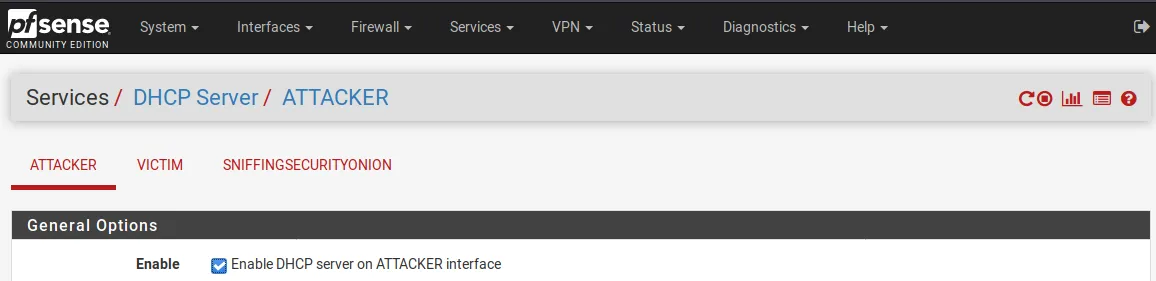 pfsense System Interfaces Firewall Services VPN Status Diagnostics Help
COMMUNITY EDITION
Services / DHCP Server / ATTACKER
ATTACKER VICTIM SNIFFINGSECURITYONION
General Options
Enable Enable DHCP server on ATTACKER interface